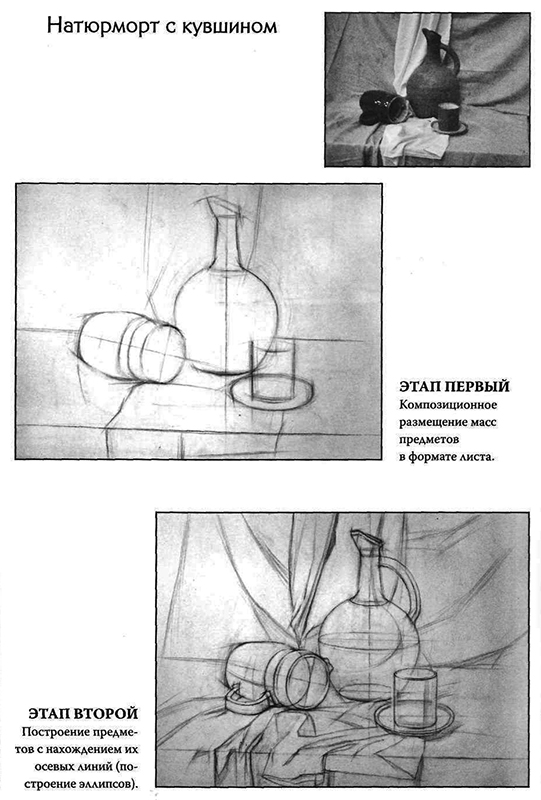 Натюрморт с кувшином
ЭТАП ПЕРВЫЙ
Композиционное
размещение масс
предметов
в формате листа.
ЭТАП ВТОРОЙ
Построение предме-
тов с нахождением их
осевых линий (по-
строение эллипсов).